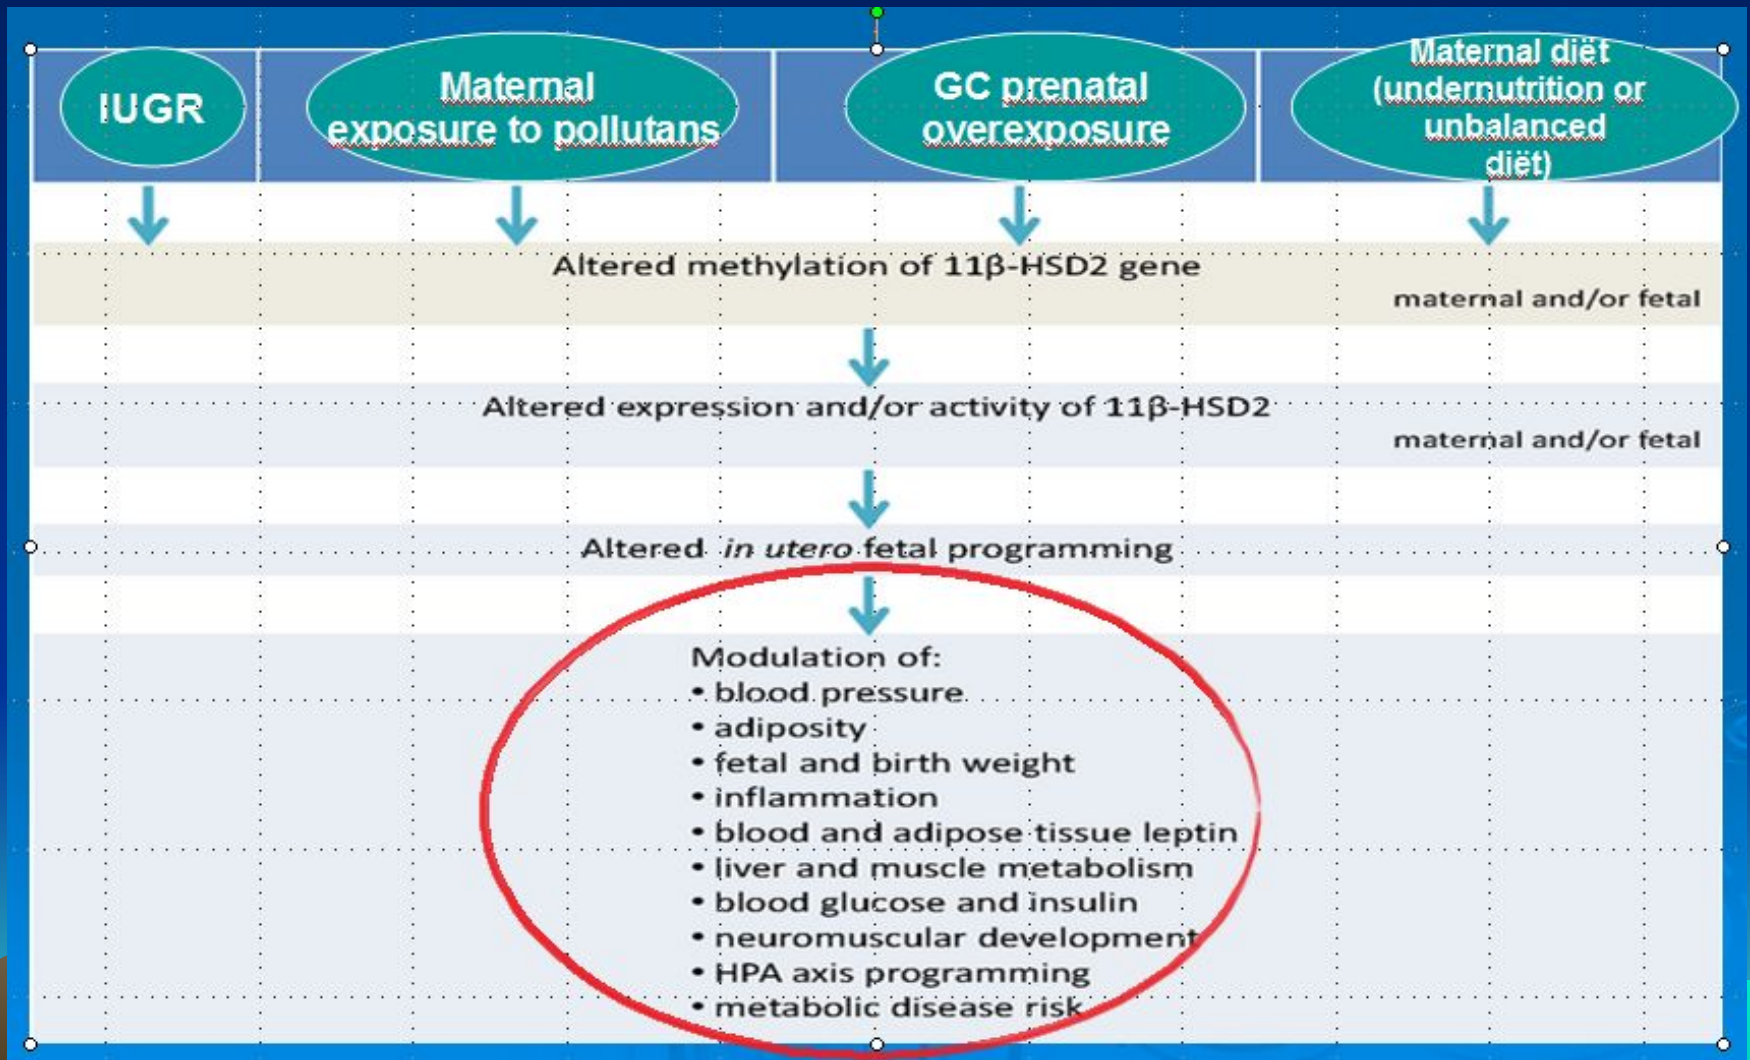 IUGR
Maternal
exposure to pollutans
GC prenatal
overexposure
Maternal diët
(undernutrition or
unbalanced
diët)
Altered methylation of 11β-HSD2 gene
maternal and/or fetal
Altered expression and/or activity of 11β-HSD2
maternal and/or fetal
Altered in utero fetal programming
Modulation of:
• blood pressure
• adiposity
• fetal and birth weight
• inflammation
• blood and adipose tissue leptin
• liver and muscle metabolism
• blood glucose and insulin
• neuromuscular development
• HPA axis programming
• metabolic disease risk